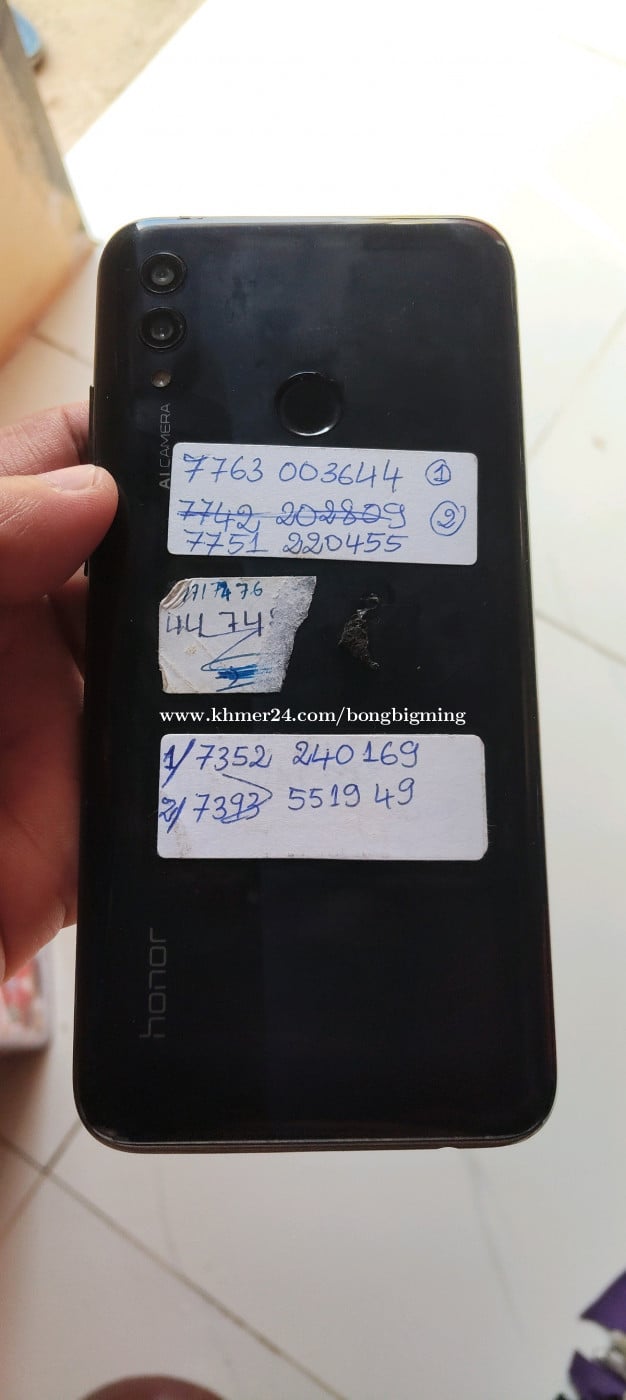 AI CAMERA
7763 003644 ①
7742 202809 ②
7751 220455
44 74
www.khmer24.com/bongbigming
1/ 7352 240169
2/ 7393 551949
honor